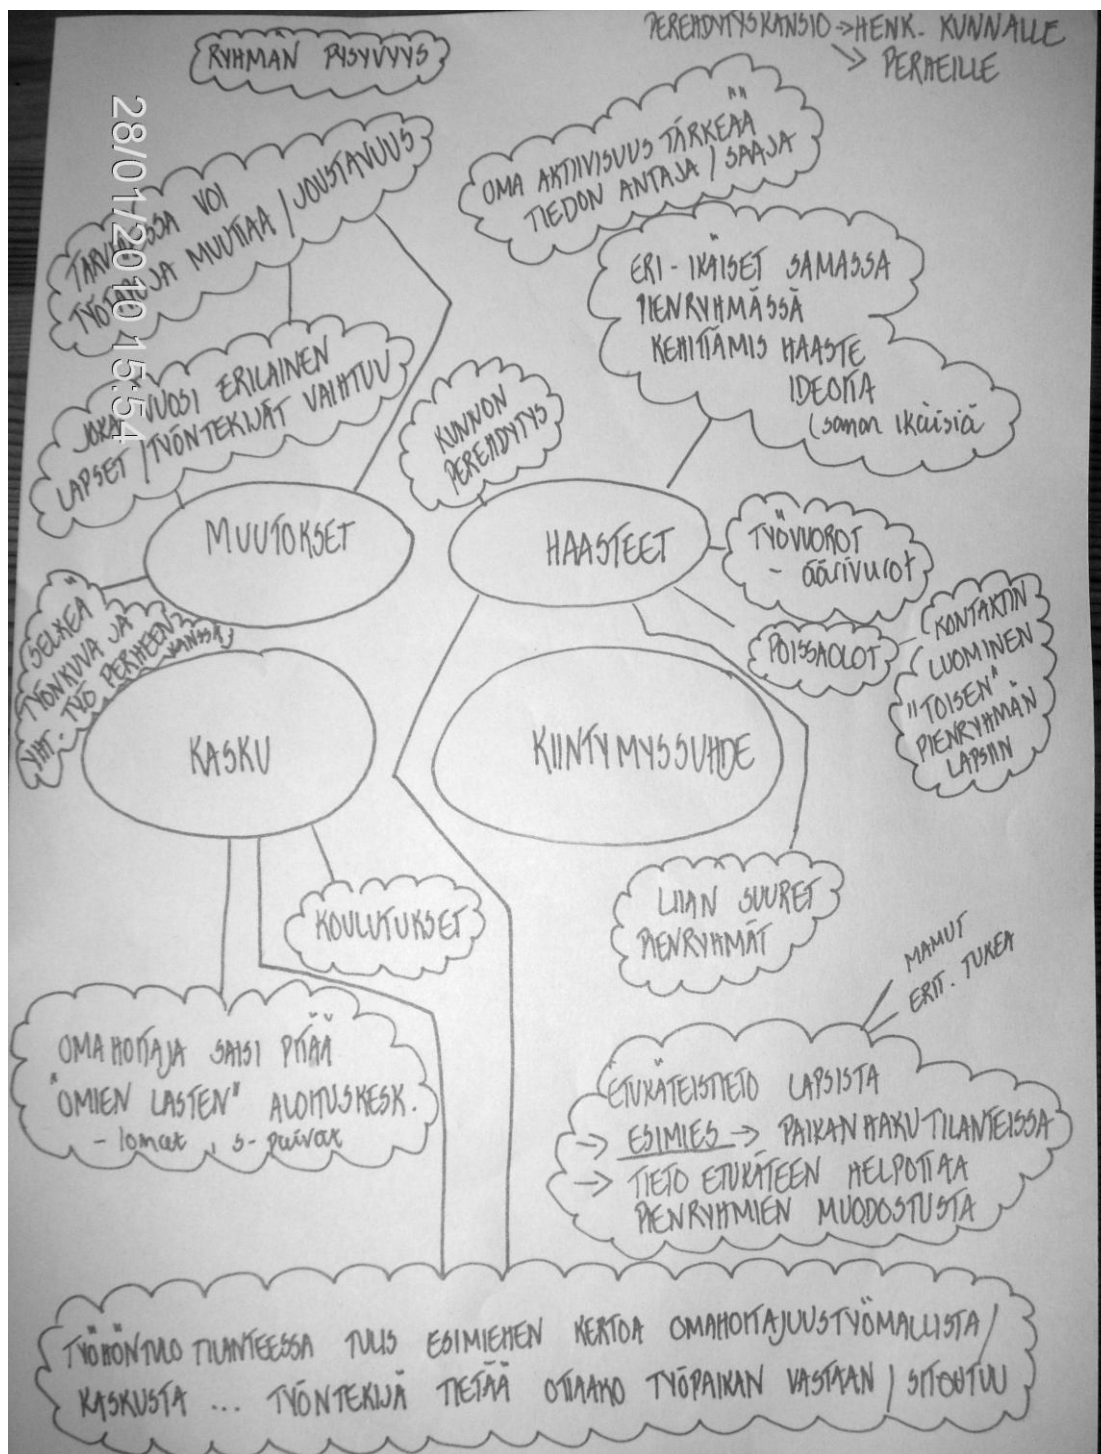 RYHMÄN PYSYVYYS
PEREHDYTYSKANSIO → HENK. KUNNALLE
→ PERHEILLE
TARVITAESSA VOI
TYÖTAPOJA MUUTTAA / JOUSTAVUUS
OMA AKTIIVISUUS TÄRKEÄÄ
TIEDON ANTAJA / SAAJA
ERI-IKÄISET SAMASSA
PIENRYHMÄSSÄ
KEHITTÄMIS HAASTE
IDEOITA
(saman ikäisiä
JOKA VUOSI ERILAINEN
LAPSET / TYÖNTEKIJÄT VAIHTUU
KUNNON
PEREHDYTYS
MUUTOKSET
HAASTEET
TYÖVUOROT
- äärivurot
SELKEÄ
TYÖNKUVA JA
YHT. TYÖ PERHEEN
KANSSA
POISSAOLOT
KONTAKTIN
LUOMINEN
"TOISEN"
PIENRYHMÄN
LAPSIIN
KASKU
KIINTYMYSSUHDE
KOULUTUKSET
LIIAN SUURET
PIENRYHMÄT
MAMUT
ERIT. TUKEA
OMAHOITAJA SAISI PITÄÄ
"OMIEN LASTEN" ALOITUSKESK.
- lomat, s-päivät
ETUKÄTEISTIETO LAPSISTA
→ ESIMIES → PAIKANHAKUTILANTEISSA
→ TIETO ETUKÄTEEN HELPOTTAA
PIENRYHMIEN MUODOSTUSTA
TYÖHÖNTULO TILANTEESSA TULIS ESIMIEHEN KERTOA OMAHOITAJUUSTYÖMALLISTA /
KASKUSTA ... TYÖNTEKIJÄ TIETÄÄ OTTAAKO TYÖPAIKAN VASTAAN / SITOUTUU
28/01/2010 15:54